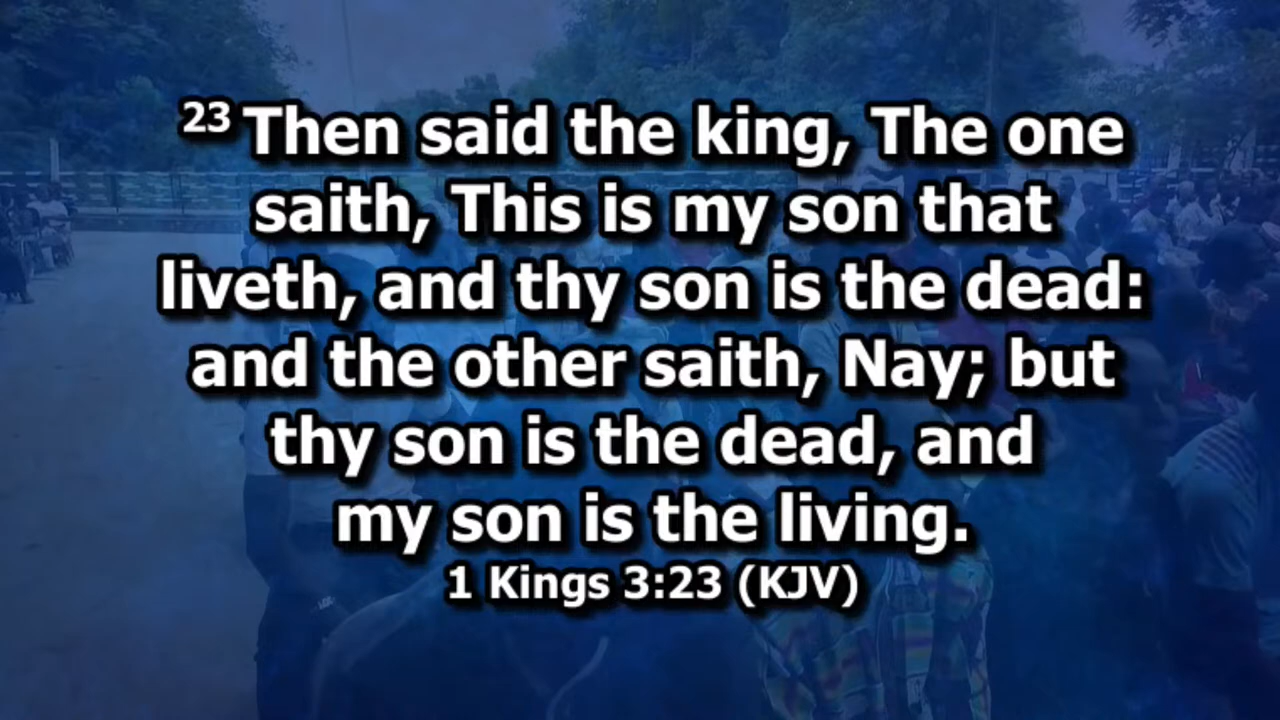 23 Then said the king, The one
saith, This is my son that
liveth, and thy son is the dead:
and the other saith, Nay; but
thy son is the dead, and
my son is the living.
1 Kings 3:23 (KJV)